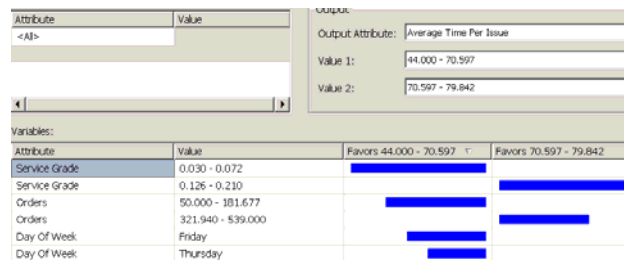 Output
Attribute Value
<All>
Output Attribute: Average Time Per Issue
Value 1: 44.000 - 70.597
Value 2: 70.597 - 79.842
Variables:
Attribute Value Favors 44.000 - 70.597 Favors 70.597 - 79.842
Service Grade 0.030 - 0.072
Service Grade 0.126 - 0.210
Orders 50.000 - 181.677
Orders 321.940 - 539.000
Day Of Week Friday
Day Of Week Thursday